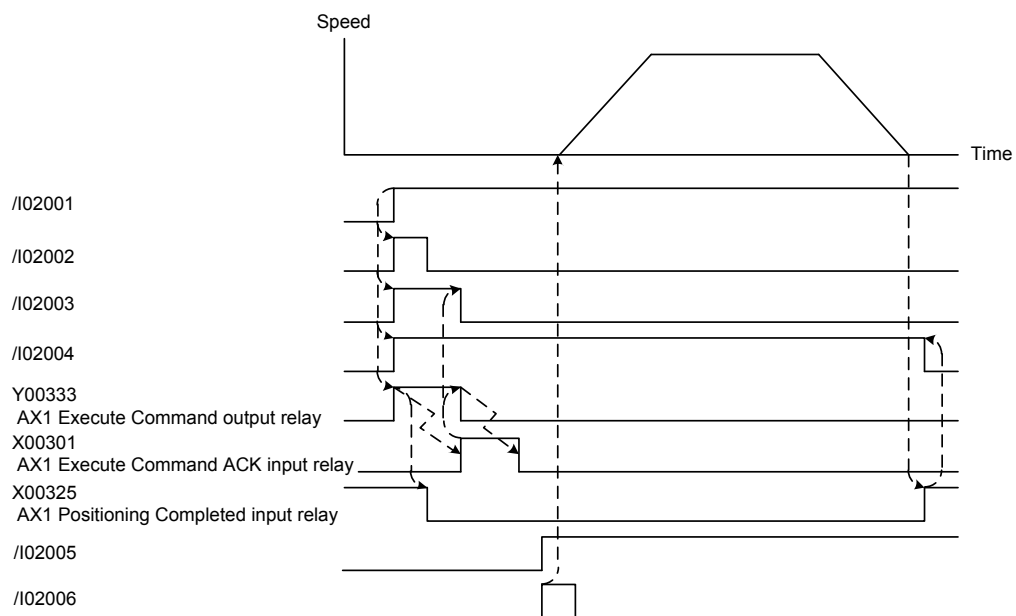 Speed
Time
/I02001
/I02002
/I02003
/I02004
Y00333
AX1 Execute Command output relay
X00301
AX1 Execute Command ACK input relay
X00325
AX1 Positioning Completed input relay
/I02005
/I02006